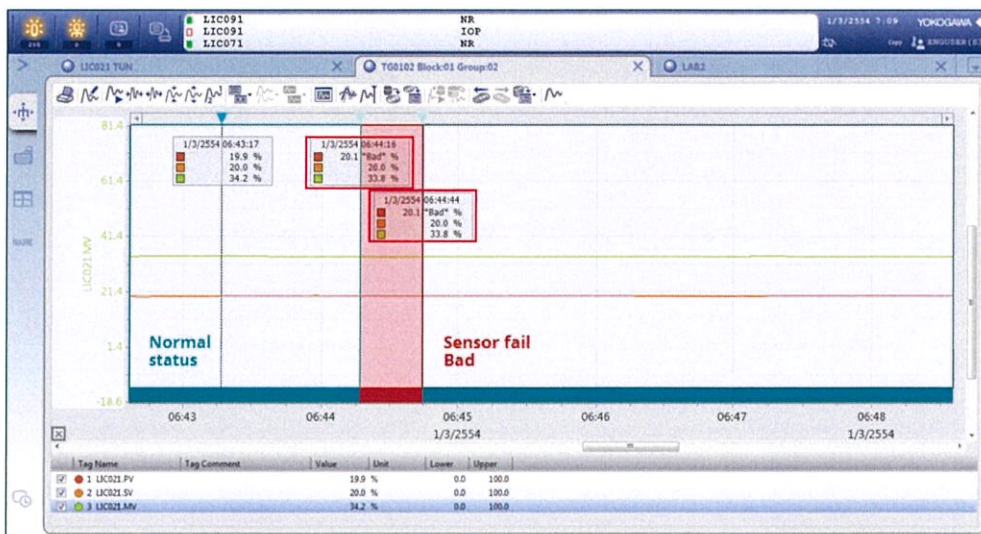 LIC091 NR
LIC091 IOP
LIC071 NR
1/3/2554 7:09 YOKOGAWA
Copy
LIC021 TUN
TG0102 Block:01 Group:02
LAB2
81.4
61.4
41.4
21.4
1.4
-18.6
LIC021.MV
NAME
1/3/2554 06:43:17
19.9 %
20.0 %
34.2 %
1/3/2554 06:44:16
20.1 "Bad" %
20.0 %
33.8 %
1/3/2554 06:44:44
20.1 "Bad" %
20.0 %
33.8 %
Normal
status
Sensor fail
Bad
06:43 06:44 06:45 06:46 06:47 06:48
1/3/2554 1/3/2554
Tag Name Tag Comment Value Unit Lower Upper
1 LIC021.PV 19.9 % 0.0 100.0
2 LIC021.SV 20.0 % 0.0 100.0
3 LIC021.MV 34.2 % 0.0 100.0